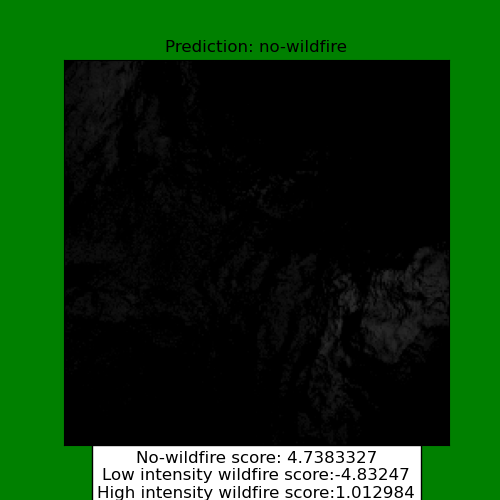 Prediction: no-wildfire
No-wildfire score: 4.7383327
Low intensity wildfire score:-4.83247
High intensity wildfire score:1.012984